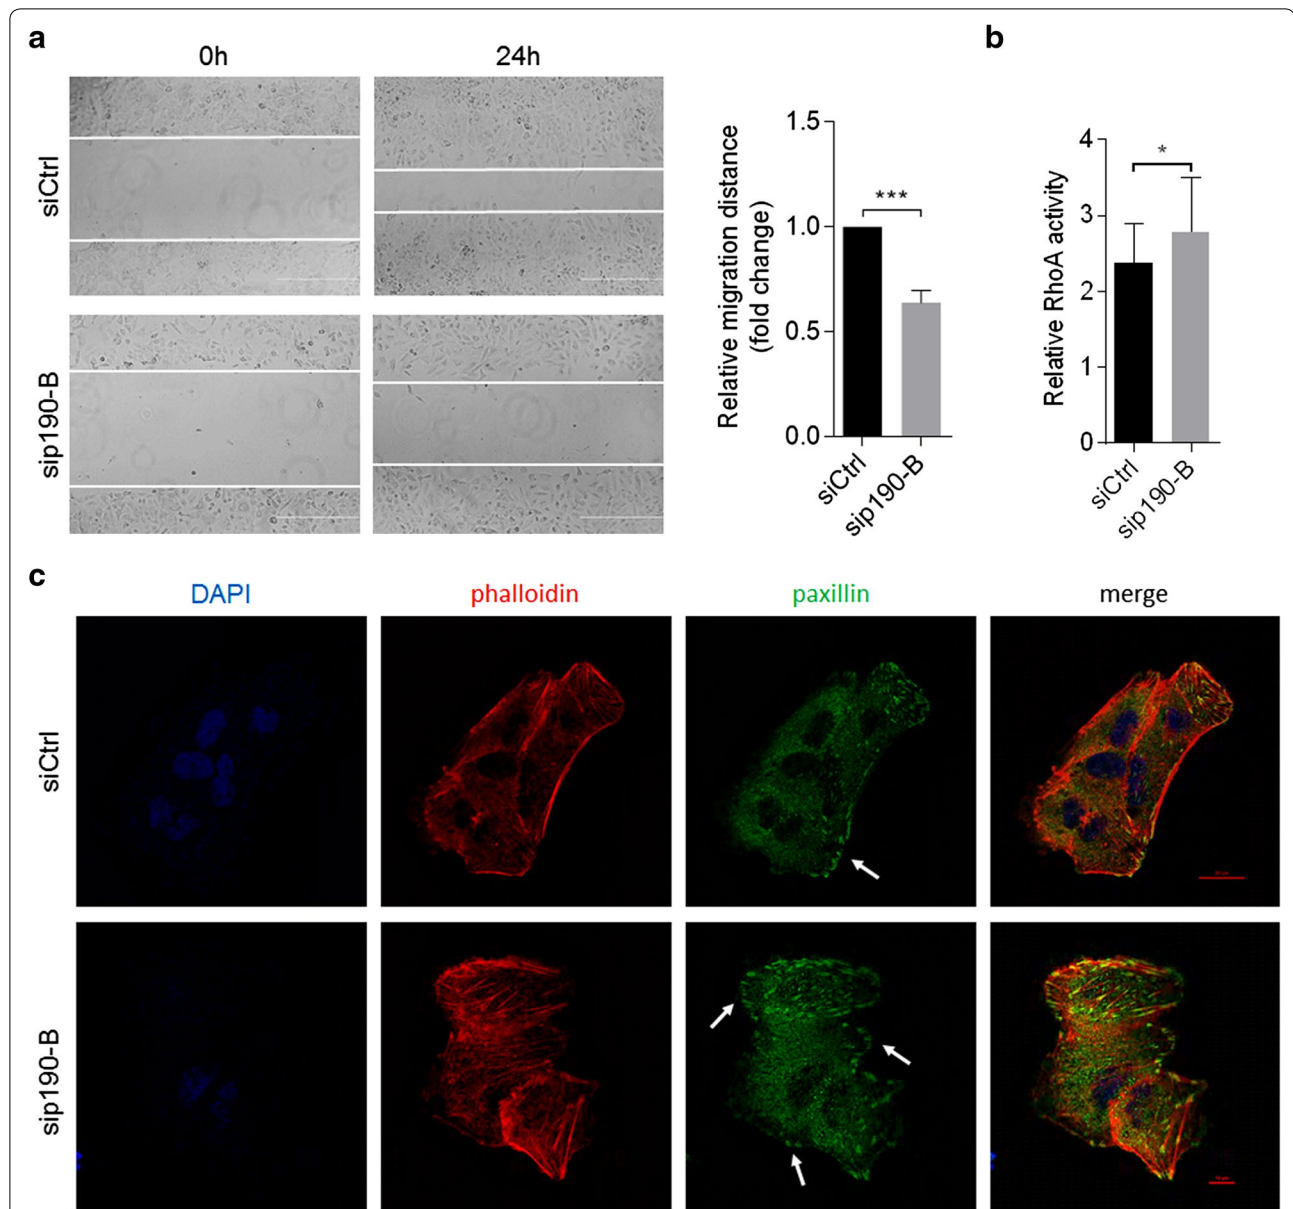 a
0h
24h
siCtrl
sip190-B
Relative migration distance
(fold change)
1.5
1.0
0.5
0.0
***
siCtrl
sip190-B
b
Relative RhoA activity
4
3
2
1
0
*
siCtrl
sip190-B
c
DAPI
phalloidin
paxillin
merge
siCtrl
sip190-B